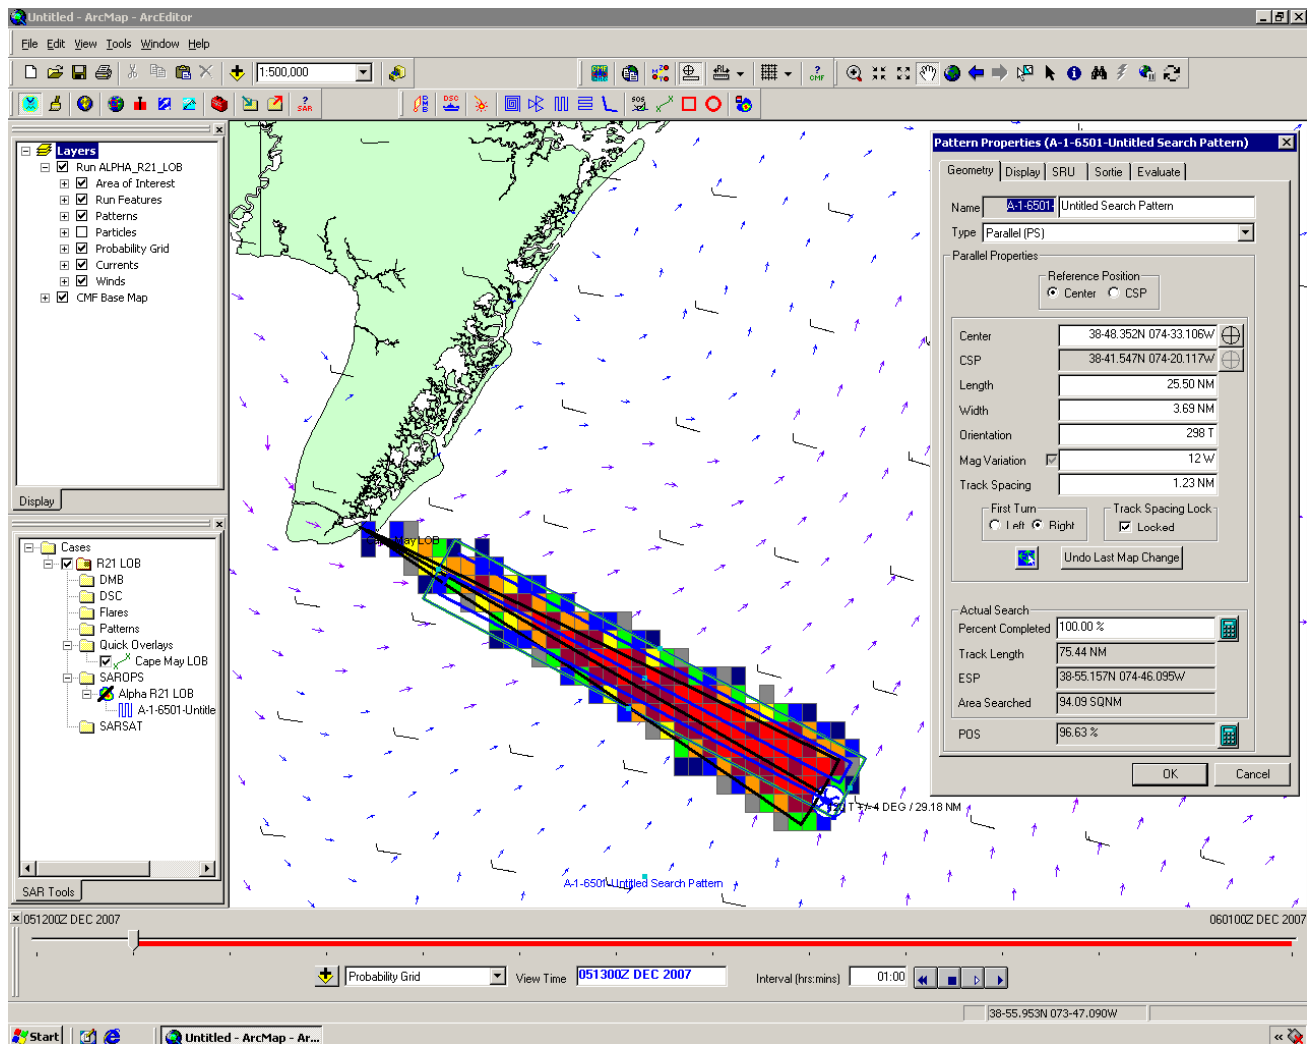 Untitled - ArcMap - ArcEditor
File Edit View Tools Window Help
1:500,000
? CMF
? SAR
DMB
DSC
SOS
Layers
Run ALPHA_R21_LOB
Area of Interest
Run Features
Patterns
Particles
Probability Grid
Currents
Winds
CMF Base Map
Display
Cases
R21 LOB
DMB
DSC
Flares
Patterns
Quick Overlays
Cape May LOB
SAROPS
Alpha R21 LOB
A-1-6501-Untitle
SARSAT
SAR Tools
May LOB
T +/-4 DEG / 29.18 NM
A-1-6501-Untitled Search Pattern
Pattern Properties (A-1-6501-Untitled Search Pattern)
Geometry Display SRU Sortie Evaluate
Name A-1-6501- Untitled Search Pattern
Type Parallel (PS)
Parallel Properties
Reference Position
Center CSP
Center 38-48.352N 074-33.106W
CSP 38-41.547N 074-20.117W
Length 25.50 NM
Width 3.69 NM
Orientation 298 T
Mag Variation 12 W
Track Spacing 1.23 NM
First Turn Track Spacing Lock
Left Right Locked
Undo Last Map Change
Actual Search
Percent Completed 100.00 %
Track Length 75.44 NM
ESP 38-55.157N 074-46.095W
Area Searched 94.09 SQNM
POS 96.63 %
OK Cancel
051200Z DEC 2007 060100Z DEC 2007
Probability Grid View Time 051300Z DEC 2007 Interval (hrs:mins) 01:00
38-55.953N 073-47.090W
Start Untitled - ArcMap - Ar...